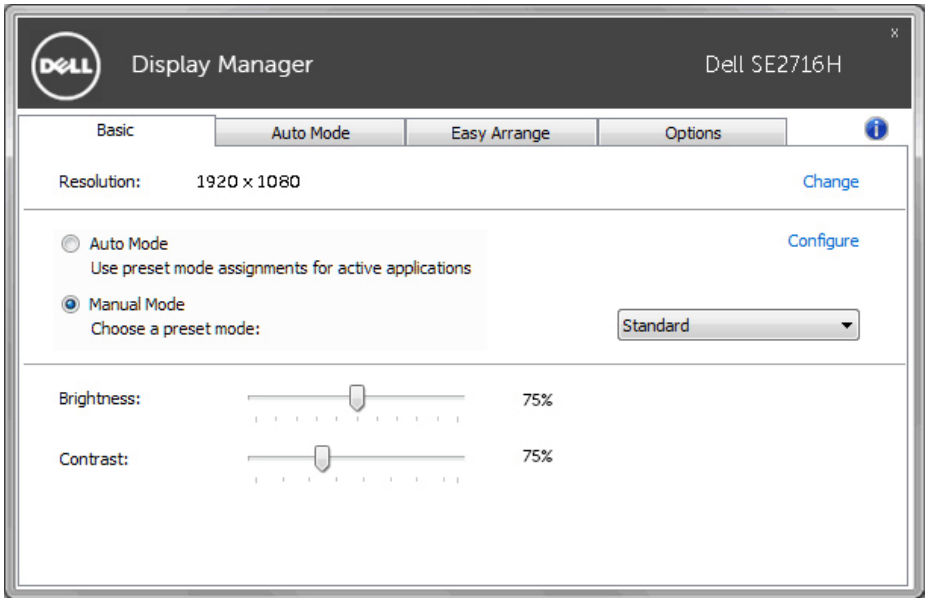 x
DELL Display Manager Dell SE2716H
Basic Auto Mode Easy Arrange Options i
Resolution: 1920 x 1080 Change
Auto Mode Configure
Use preset mode assignments for active applications
Manual Mode
Choose a preset mode: Standard
Brightness: 75%
Contrast: 75%